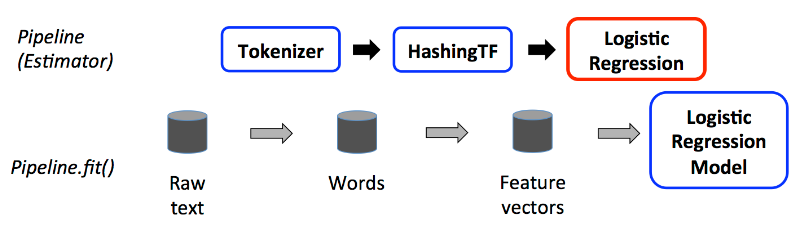 Pipeline
(Estimator)
Tokenizer
HashingTF
Logistic
Regression
Pipeline.fit()
Raw
text
Words
Feature
vectors
Logistic
Regression
Model